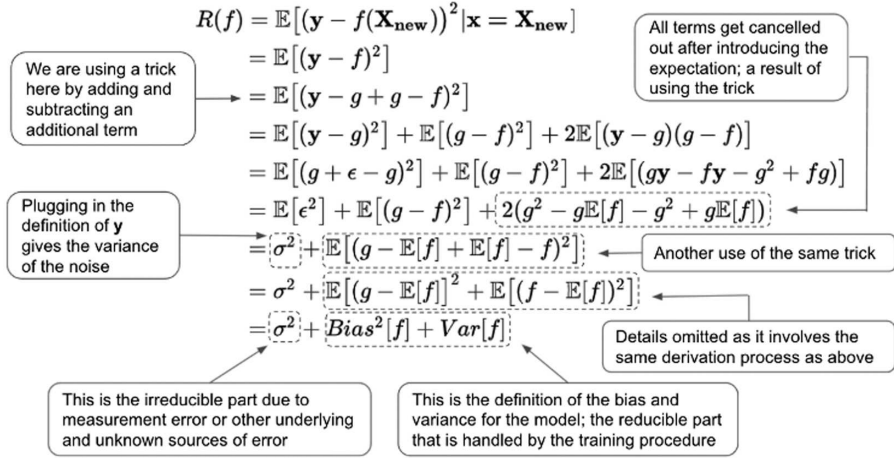 R(f) = 𝔼[(y − f(X_new))²|x = X_new]
= 𝔼[(y − f)²]
= 𝔼[(y − g + g − f)²]
= 𝔼[(y − g)²] + 𝔼[(g − f)²] + 2𝔼[(y − g)(g − f)]
= 𝔼[(g + ϵ − g)²] + 𝔼[(g − f)²] + 2𝔼[(gy − fy − g² + fg)]
= 𝔼[ϵ²] + 𝔼[(g − f)²] + 2(g² − g𝔼[f] − g² + g𝔼[f])
= σ² + 𝔼[(g − 𝔼[f] + 𝔼[f] − f)²]
= σ² + 𝔼[(g − 𝔼[f]]² + 𝔼[(f − 𝔼[f])²]
= σ² + Bias²[f] + Var[f]
We are using a trick
here by adding and
subtracting an
additional term
All terms get cancelled
out after introducing the
expectation; a result of
using the trick
Plugging in the
definition of y
gives the variance
of the noise
Another use of the same trick
Details omitted as it involves the
same derivation process as above
This is the irreducible part due to
measurement error or other underlying
and unknown sources of error
This is the definition of the bias and
variance for the model; the reducible part
that is handled by the training procedure